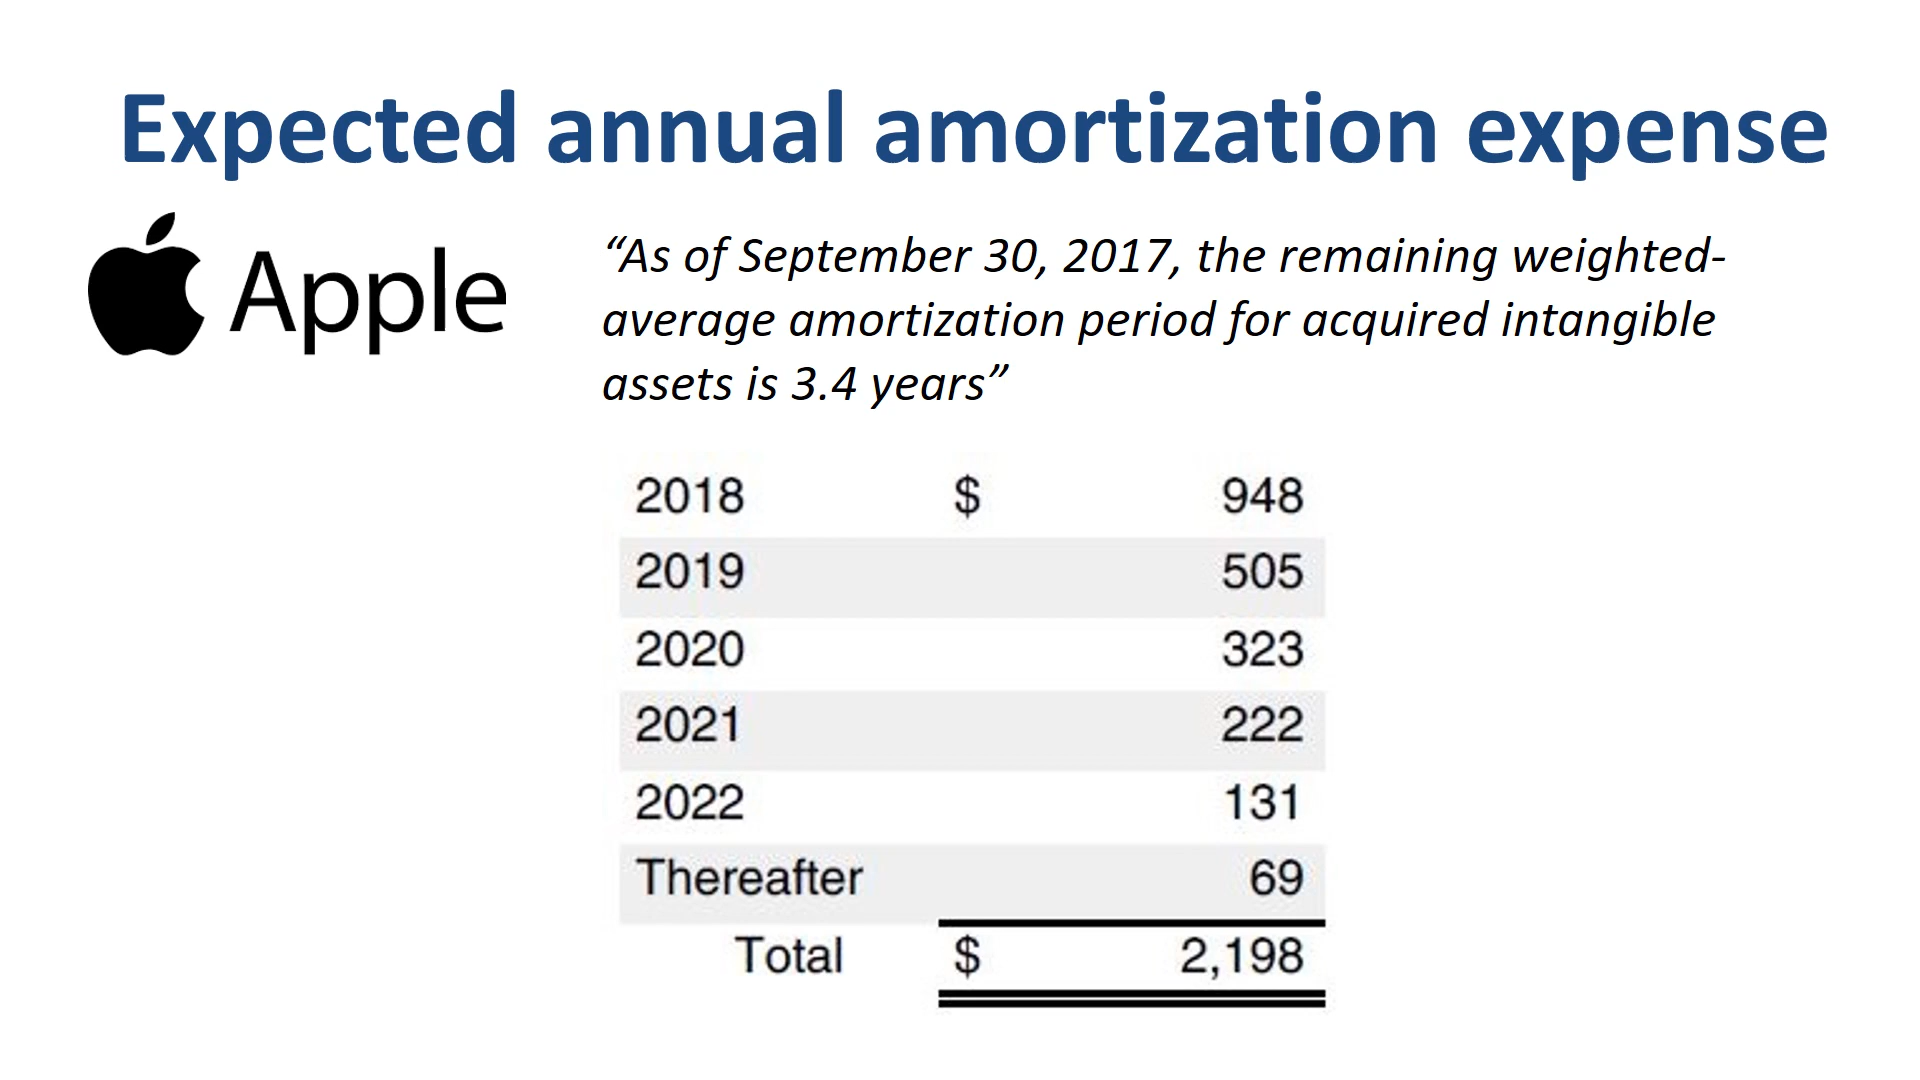 Expected annual amortization expense
Apple
“As of September 30, 2017, the remaining weighted-
average amortization period for acquired intangible
assets is 3.4 years”
2018 $ 948
2019 505
2020 323
2021 222
2022 131
Thereafter 69
Total $ 2,198